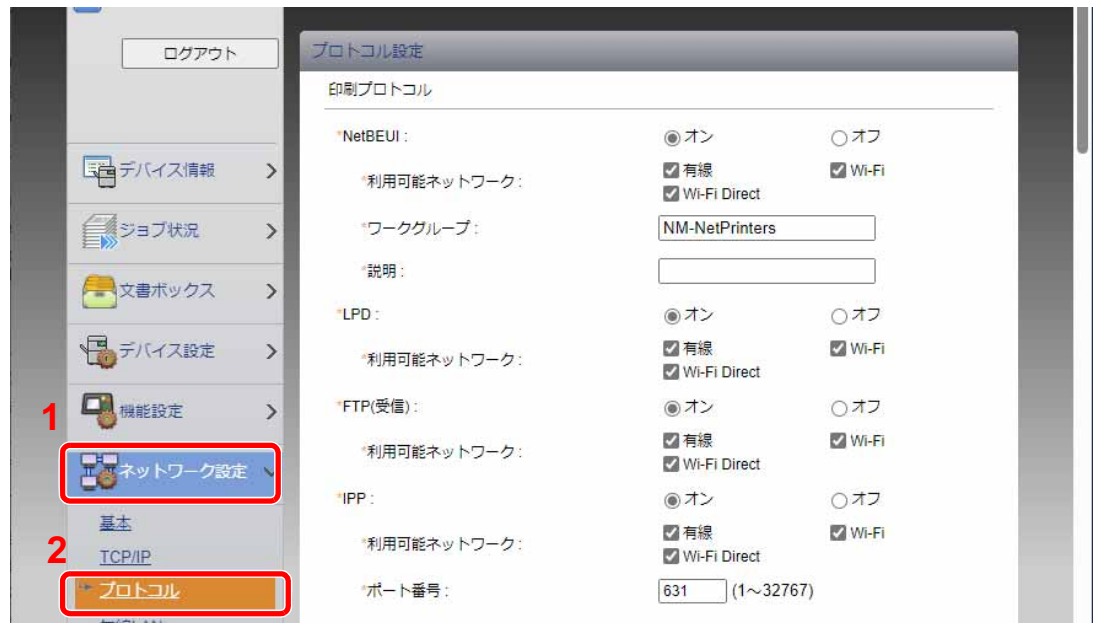 ログアウト
デバイス情報
ジョブ状況
文書ボックス
デバイス設定
1
機能設定
ネットワーク設定
基本
2
TCP/IP
プロトコル
プロトコル設定
印刷プロトコル
*NetBEUI : オン オフ
*利用可能ネットワーク : 有線 Wi-Fi
Wi-Fi Direct
*ワークグループ : NM-NetPrinters
*説明 :
*LPD : オン オフ
*利用可能ネットワーク : 有線 Wi-Fi
Wi-Fi Direct
*FTP(受信) : オン オフ
*利用可能ネットワーク : 有線 Wi-Fi
Wi-Fi Direct
*IPP : オン オフ
*利用可能ネットワーク : 有線 Wi-Fi
Wi-Fi Direct
*ポート番号 : 631 (1～32767)